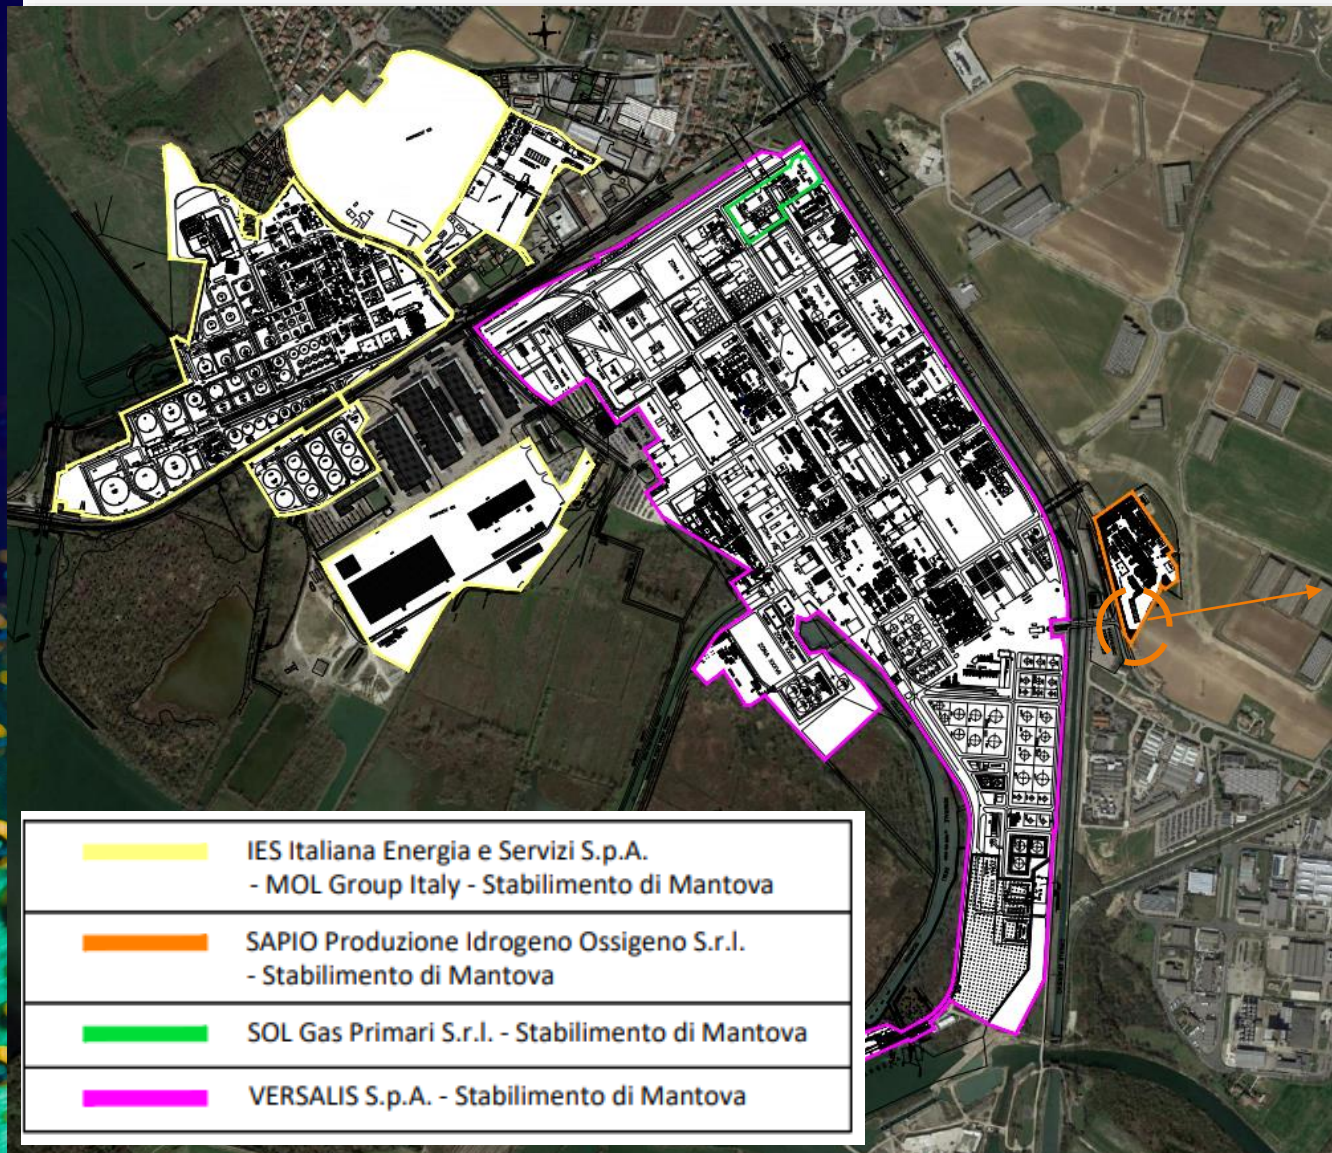 IES Italiana Energia e Servizi S.p.A.
- MOL Group Italy - Stabilimento di Mantova
SAPIO Produzione Idrogeno Ossigeno S.r.l.
- Stabilimento di Mantova
SOL Gas Primari S.r.l. - Stabilimento di Mantova
VERSALIS S.p.A. - Stabilimento di Mantova